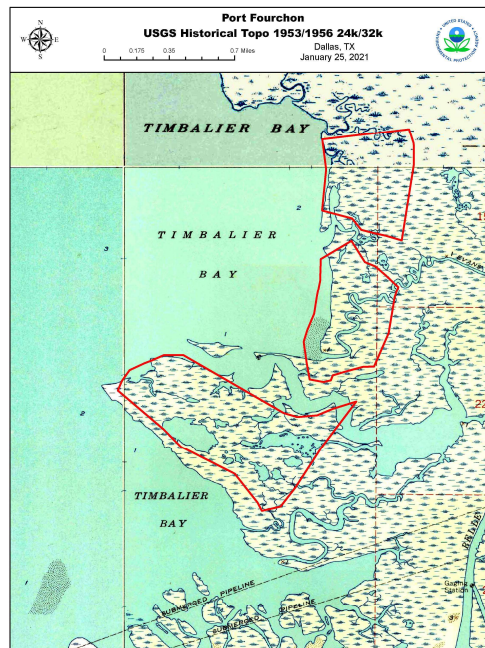 Port Fourchon
USGS Historical Topo 1953/1956 24k/32k
Dallas, TX
January 25, 2021
N
W
E
S
0
0.175
0.35
0.7 Miles
TIMBALIER BAY
2
TIMBALIER
BAY
3
1
2
1
22
TIMBALIER
BAY
SUBMERGED PIPELINE
SUBMERGED PIPELINE
Gaging
Station
1